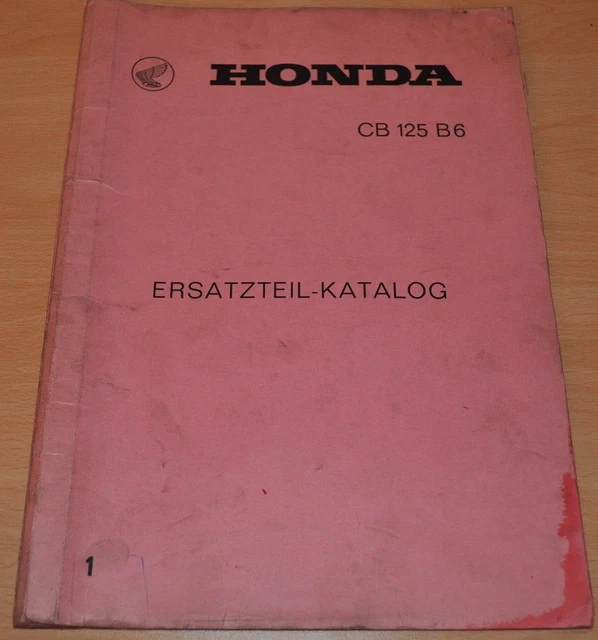 HONDA
CB 125 B6
ERSATZTEIL-KATALOG
1